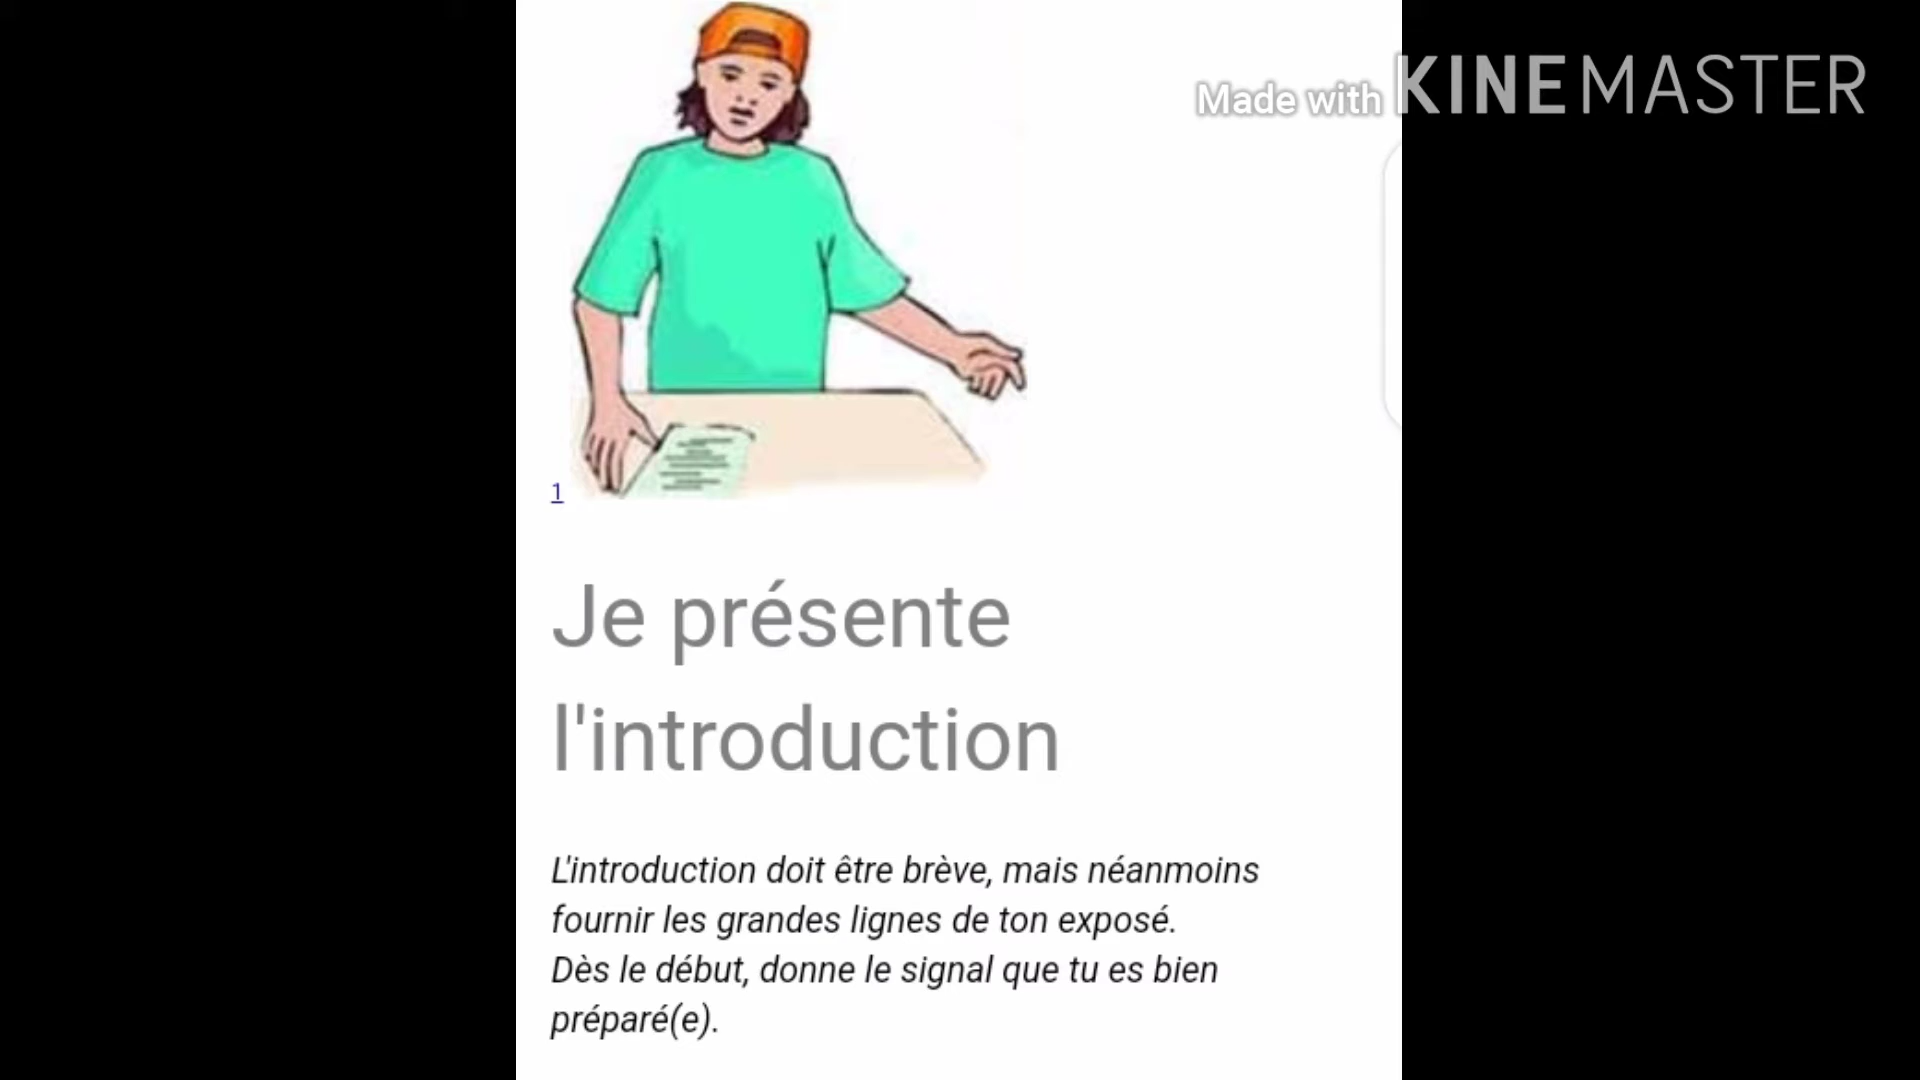 Made with KINEMASTER
1
Je présente
l'introduction
L'introduction doit être brève, mais néanmoins
fournir les grandes lignes de ton exposé.
Dès le début, donne le signal que tu es bien
préparé(e).